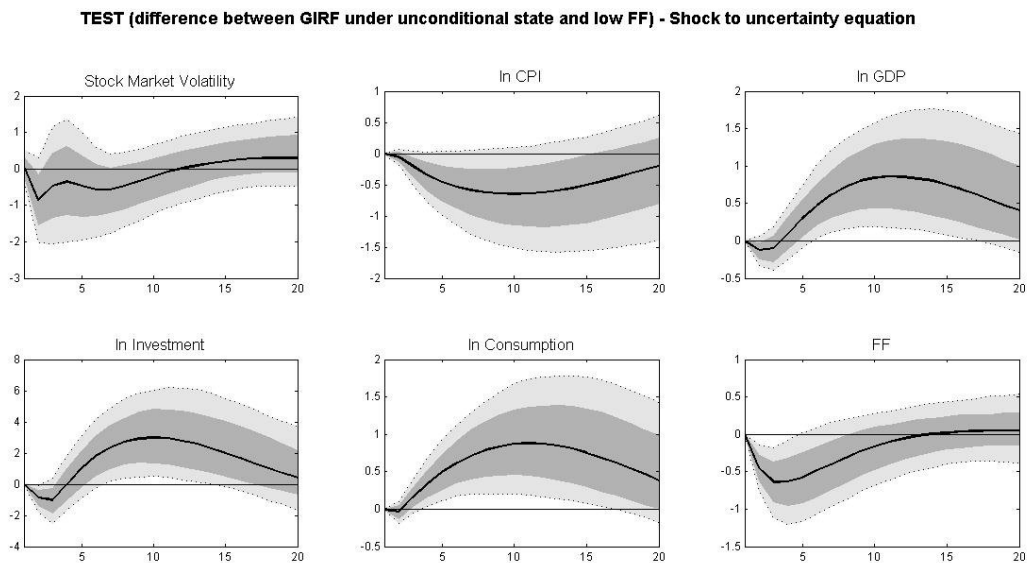 TEST (difference between GIRF under unconditional state and low FF) - Shock to uncertainty equation
Stock Market Volatility
2
1
0
-1
-2
-3
5 10 15 20
ln CPI
1
0.5
0
-0.5
-1
-1.5
-2
5 10 15 20
ln GDP
2
1.5
1
0.5
0
-0.5
5 10 15 20
ln Investment
8
6
4
2
0
-2
-4
5 10 15 20
ln Consumption
2
1.5
1
0.5
0
-0.5
5 10 15 20
FF
1
0.5
0
-0.5
-1
-1.5
5 10 15 20